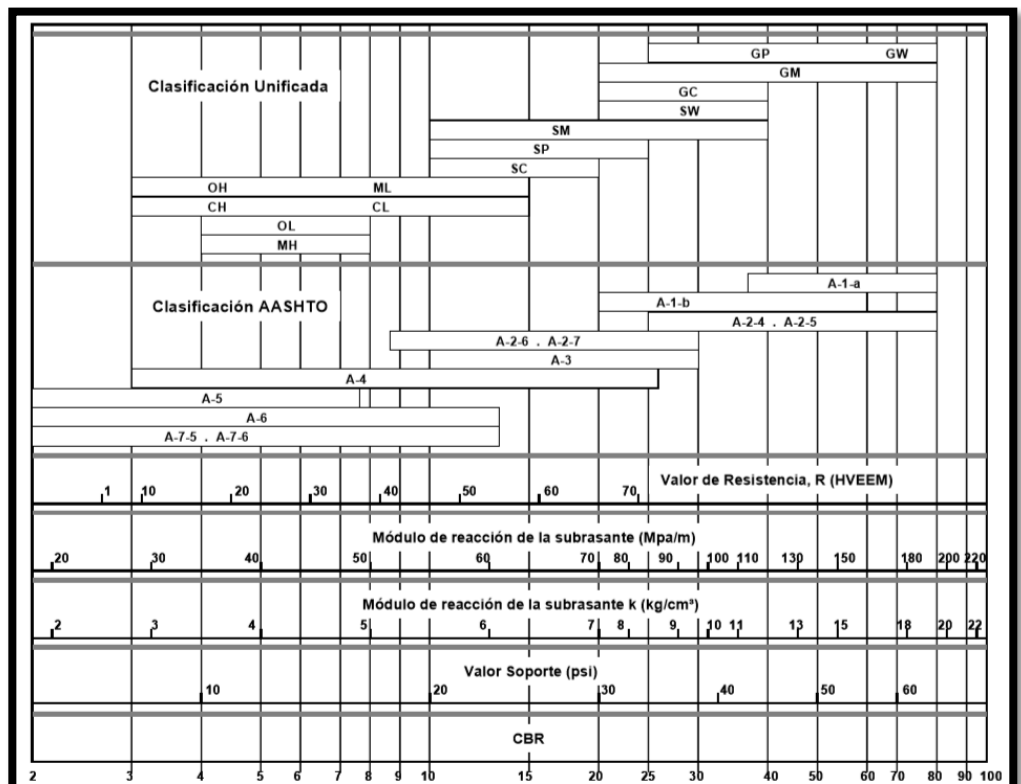 GP GW
Clasificación Unificada
GM
GC
SW
SM
SP
SC
OH ML
CH CL
OL
MH
A-1-a
Clasificación AASHTO
A-1-b
A-2-4 . A-2-5
A-2-6 . A-2-7
A-3
A-4
A-5
A-6
A-7-5 . A-7-6
Valor de Resistencia, R (HVEEM)
1 10 20 30 40 50 60 70
Módulo de reacción de la subrasante (Mpa/m)
20 30 40 50 60 70 80 90 100 110 130 150 180 200 220
Módulo de reacción de la subrasante k (kg/cm³)
2 3 4 5 6 7 8 9 10 11 13 15 18 20 22
Valor Soporte (psi)
10 20 30 40 50 60
CBR
2 3 4 5 6 7 8 9 10 15 20 25 30 40 50 60 70 80 90 100